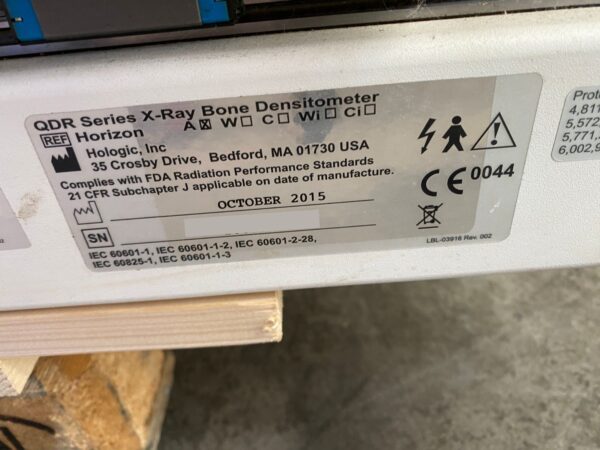 QDR Series X-Ray Bone Densitometer
REF Horizon A ☒ W ☐ C ☐ Wi ☐ Ci ☐
Hologic, Inc
35 Crosby Drive, Bedford, MA 01730 USA
Complies with FDA Radiation Performance Standards
21 CFR Subchapter J applicable on date of manufacture.
OCTOBER 2015
SN
IEC 60601-1, IEC 60601-1-2, IEC 60601-2-28,
IEC 60825-1, IEC 60601-1-3
CE 0044
LBL-03916 Rev. 002
4,811
5,572,
5,771,
6,002,9